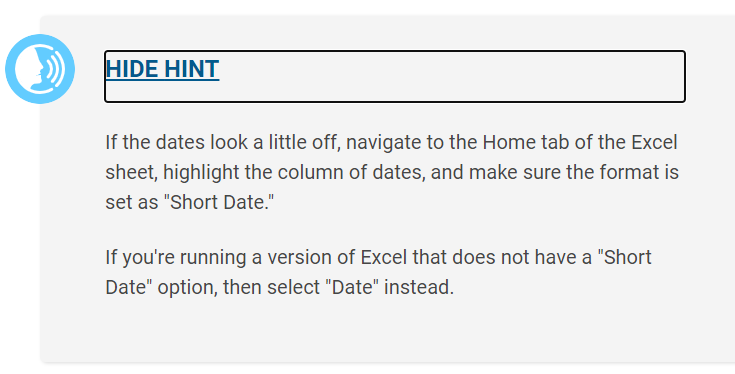 HIDE HINT
If the dates look a little off, navigate to the Home tab of the Excel
sheet, highlight the column of dates, and make sure the format is
set as "Short Date."
If you're running a version of Excel that does not have a "Short
Date" option, then select "Date" instead.